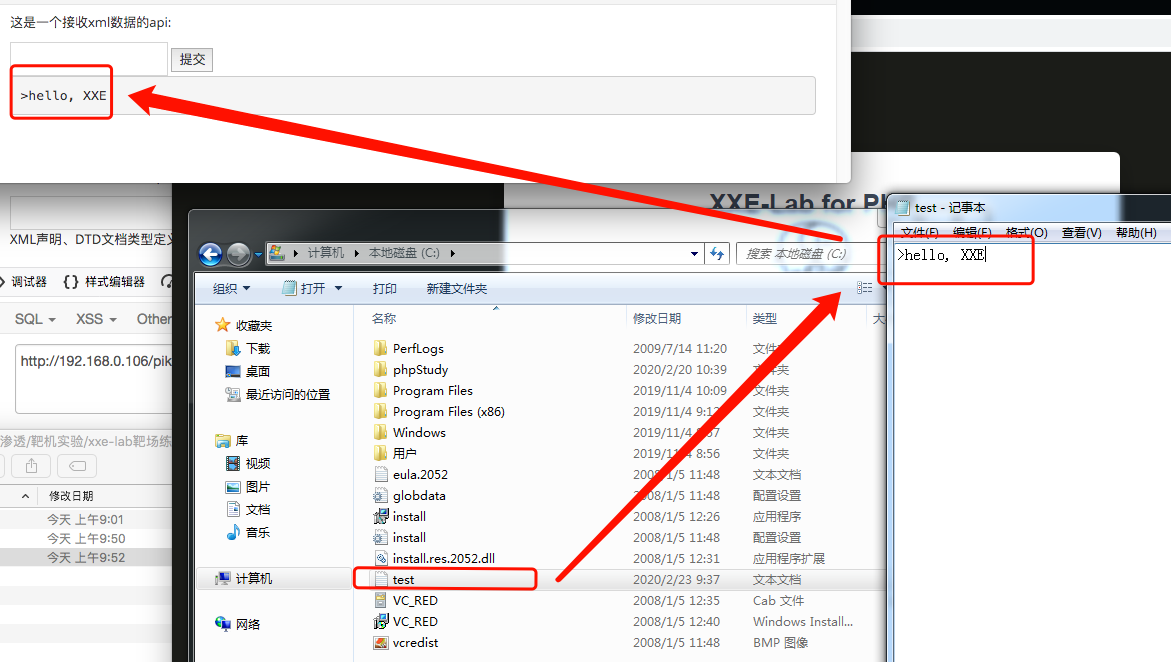 这是一个接收xml数据的api:
提交
>hello, XXE
XXE-Lab for P
XML声明、DTD文档类型定义
调试器 {} 样式编辑器
SQL XSS Other
http://192.168.0.106/pik
渗透/靶机实验/xxe-lab靶场练
修改日期
今天 上午9:01
今天 上午9:50
今天 上午9:52
计算机 本地磁盘 (C:)
搜索 本地磁盘 (C:)
组织 打开 打印 新建文件夹
收藏夹
下载
桌面
最近访问的位置
库
视频
图片
文档
音乐
计算机
网络
名称 修改日期 类型 大
PerfLogs 2009/7/14 11:20 文件夹
phpStudy 2020/2/20 10:39 文件夹
Program Files 2019/11/4 10:09 文件夹
Program Files (x86) 2019/11/4 9:12 文件夹
Windows 2019/11/4 文件夹
用户 2019/11/4 8:56 文件夹
eula.2052 2008/1/5 11:48 文本文档
globdata 2008/1/5 11:48 配置设置
install 2008/1/5 12:26 应用程序
install 2008/1/5 11:48 配置设置
install.res.2052.dll 2008/1/5 12:31 应用程序扩展
test 2020/2/23 9:37 文本文档
VC_RED 2008/1/5 12:35 Cab 文件
VC_RED 2008/1/5 12:40 Windows Install...
vcredist 2008/1/5 11:48 BMP 图像
test - 记事本
文件(F) 编辑(E) 格式(O) 查看(V) 帮助(H)
>hello, XXE